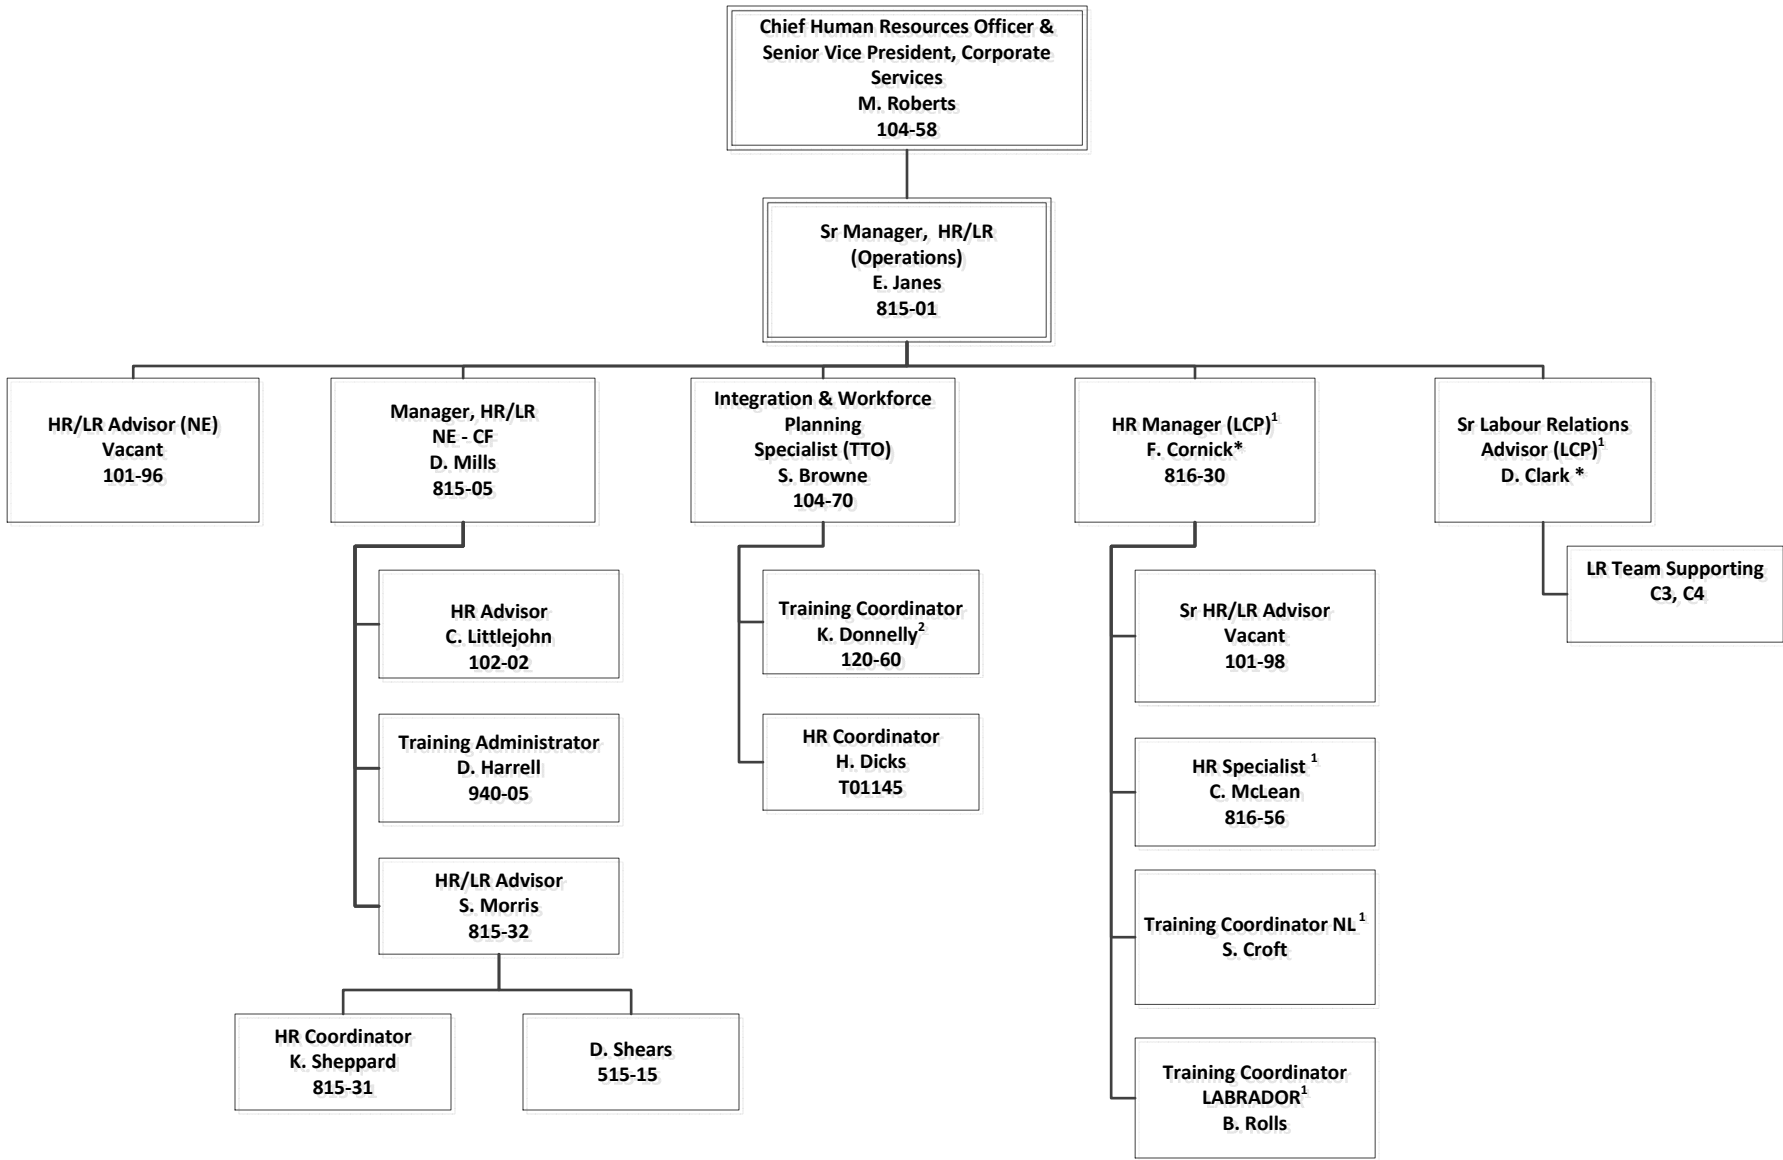 Chief Human Resources Officer &
Senior Vice President, Corporate
Services
M. Roberts
104-58
Sr Manager, HR/LR
(Operations)
E. Janes
815-01
HR/LR Advisor (NE)
Vacant
101-96
Manager, HR/LR
NE - CF
D. Mills
815-05
Integration & Workforce
Planning
Specialist (TTO)
S. Browne
104-70
HR Manager (LCP)¹
F. Cornick*
816-30
Sr Labour Relations
Advisor (LCP)¹
D. Clark *
HR Advisor
C. Littlejohn
102-02
Training Administrator
D. Harrell
940-05
HR/LR Advisor
S. Morris
815-32
HR Coordinator
K. Sheppard
815-31
D. Shears
515-15
Training Coordinator
K. Donnelly²
120-60
HR Coordinator
H. Dicks
T01145
Sr HR/LR Advisor
Vacant
101-98
HR Specialist ¹
C. McLean
816-56
Training Coordinator NL ¹
S. Croft
Training Coordinator
LABRADOR¹
B. Rolls
LR Team Supporting
C3, C4